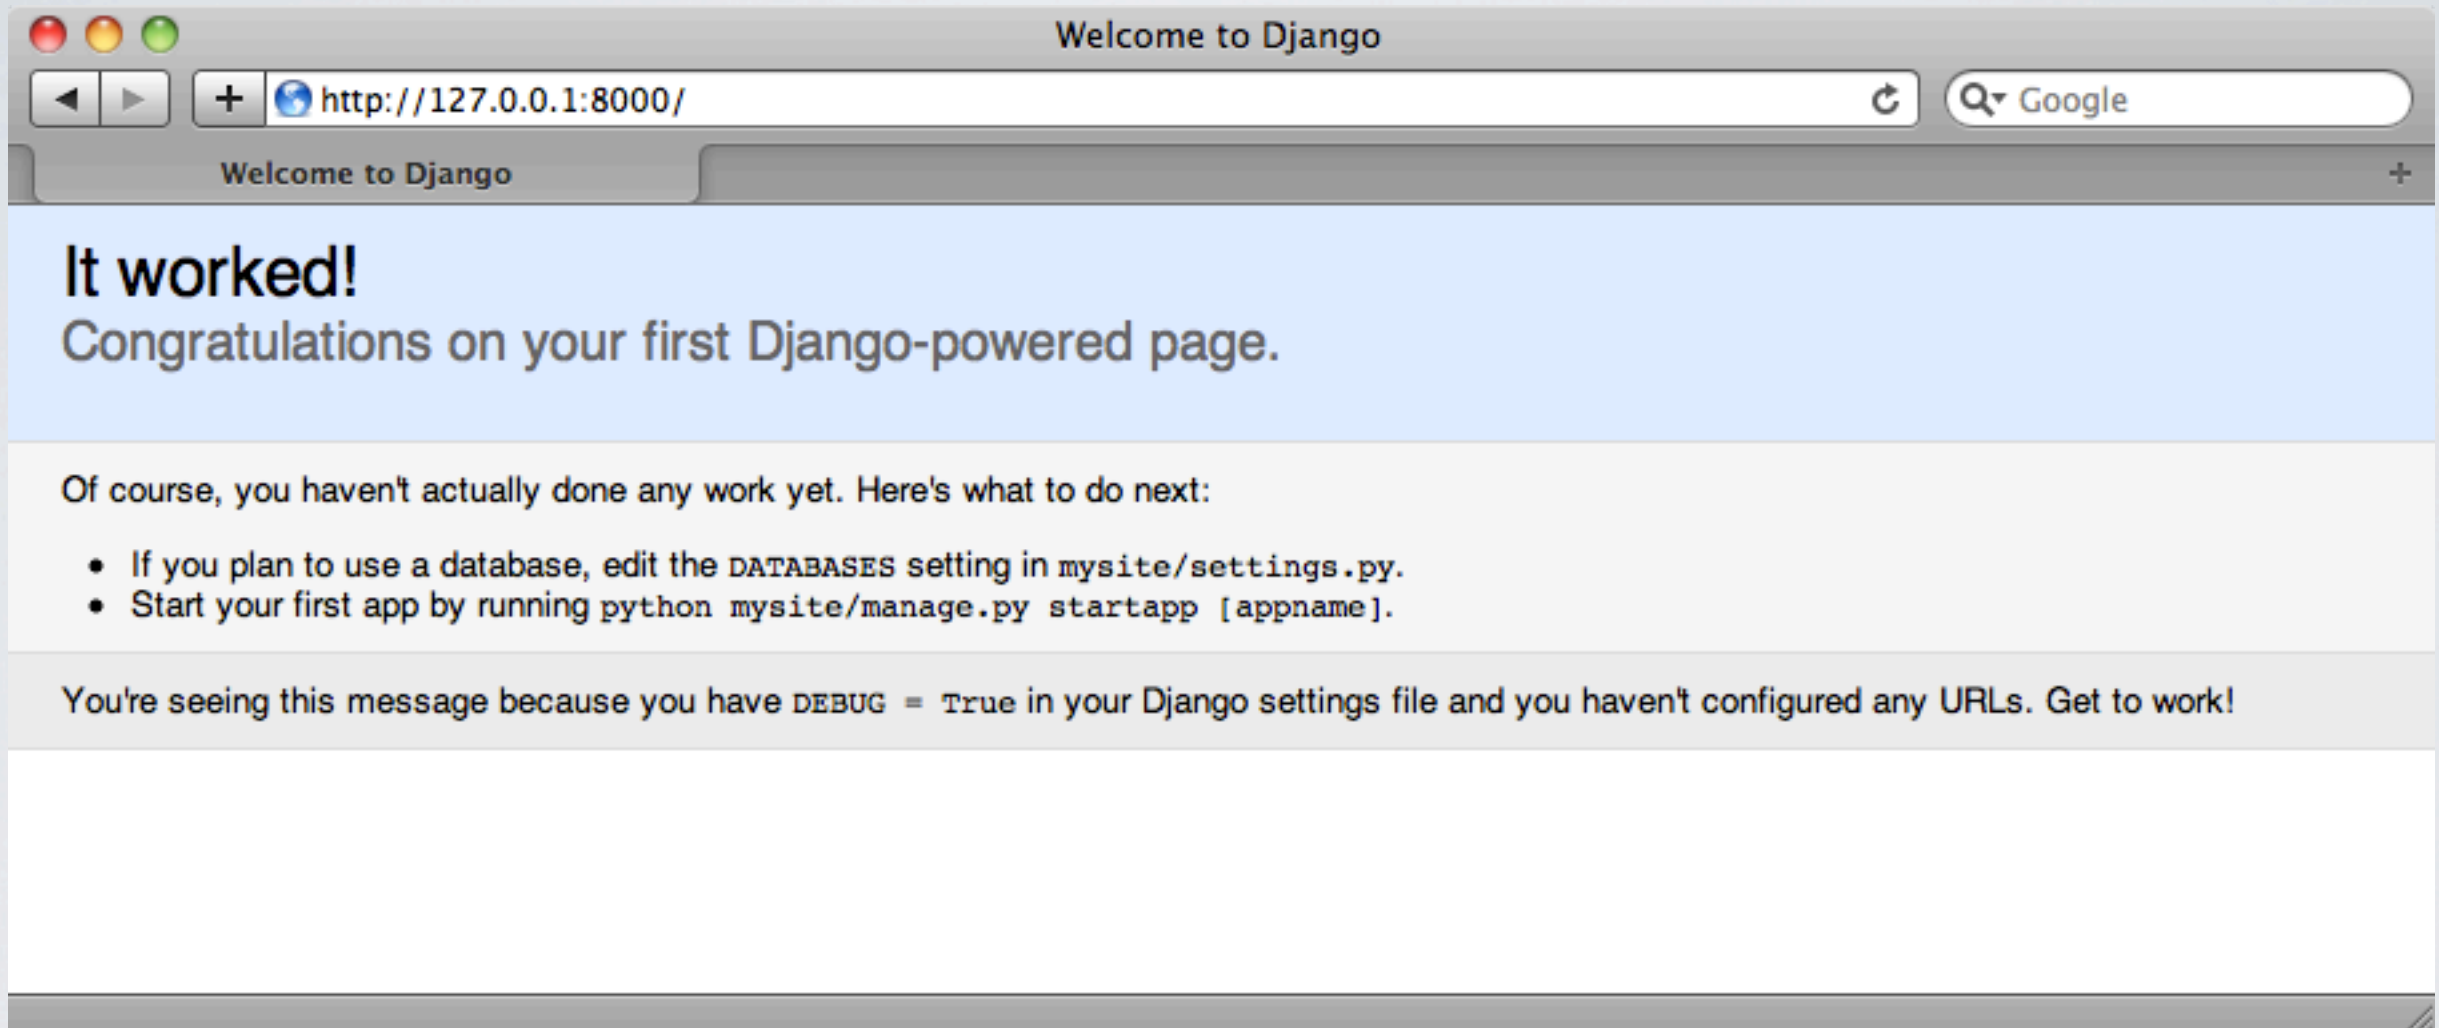 Welcome to Django
http://127.0.0.1:8000/
Google
Welcome to Django
It worked!
Congratulations on your first Django-powered page.
Of course, you haven't actually done any work yet. Here's what to do next:
• If you plan to use a database, edit the DATABASES setting in mysite/settings.py.
• Start your first app by running python mysite/manage.py startapp [appname].
You're seeing this message because you have DEBUG = True in your Django settings file and you haven't configured any URLs. Get to work!